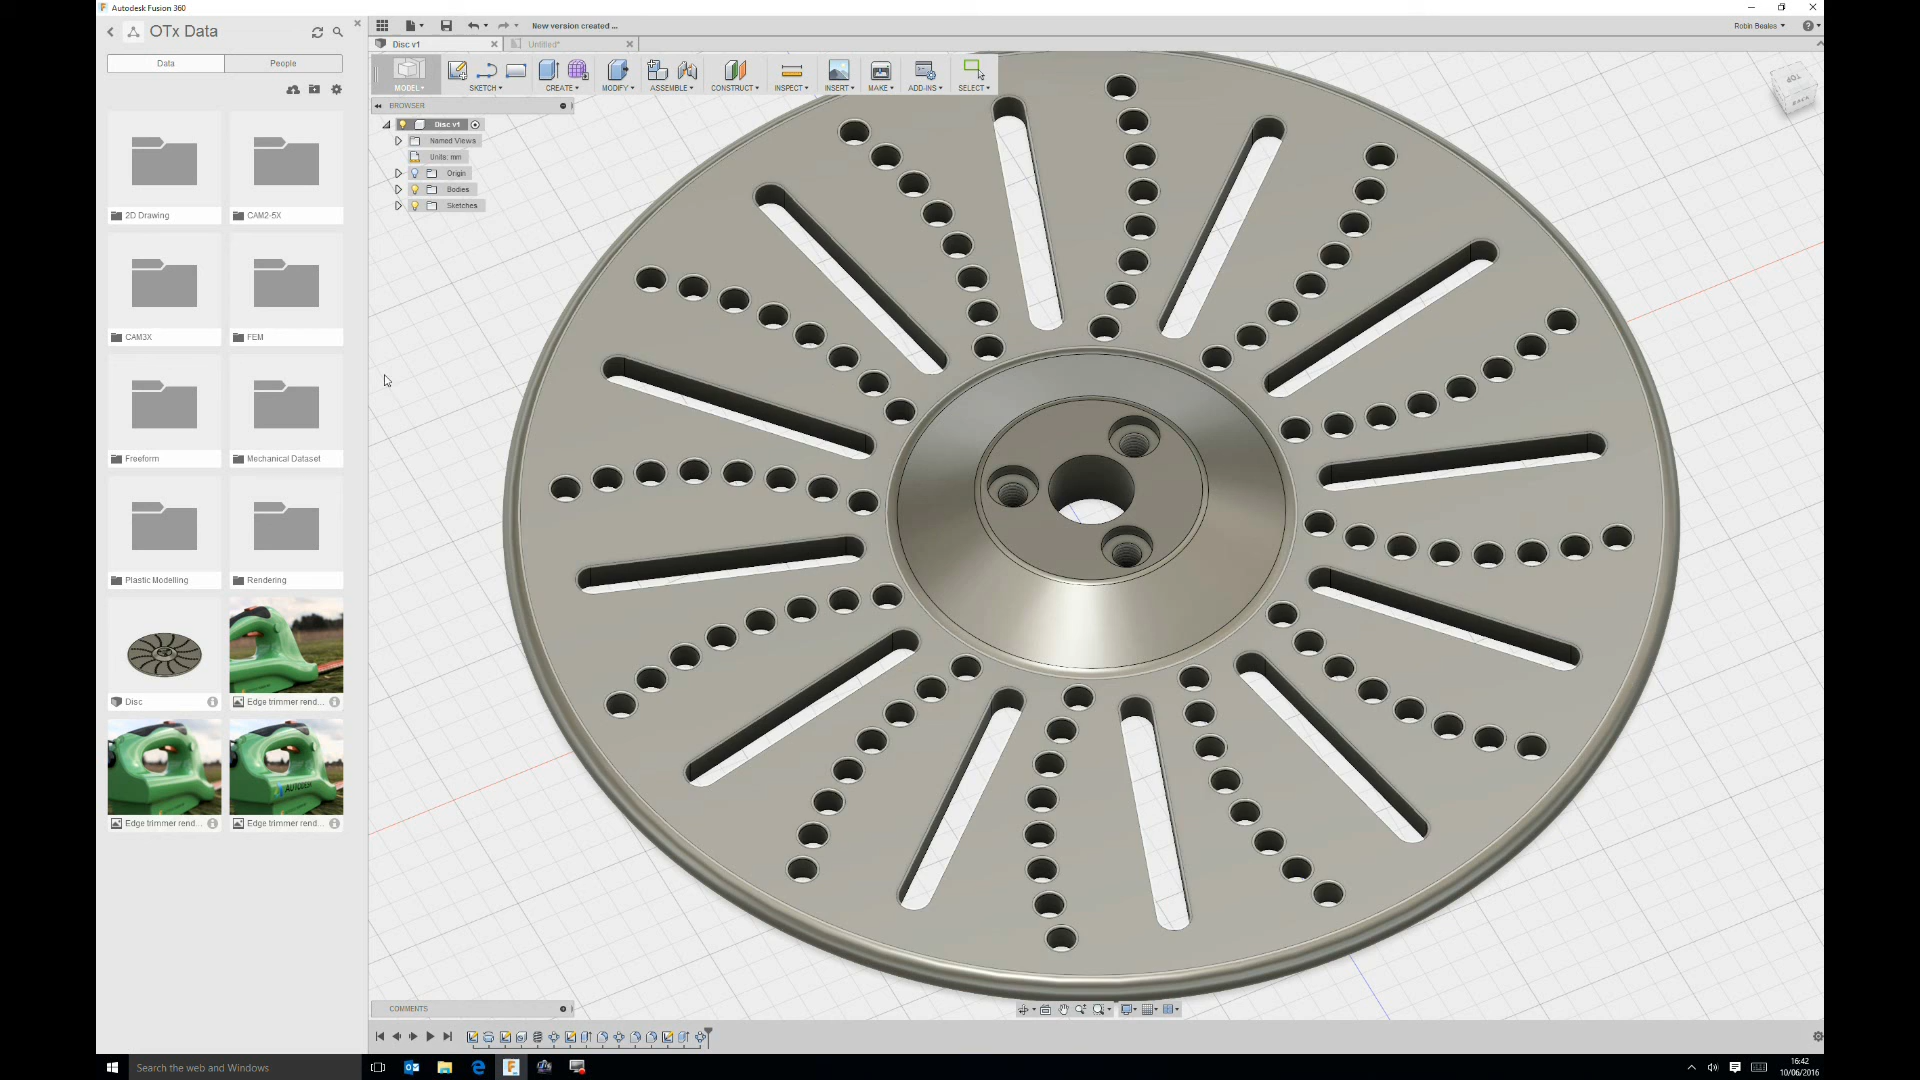 Autodesk Fusion 360
OTx Data
New version created ...
Robin Beales
Disc v1
Untitled*
Data
People
MODEL
SKETCH
CREATE
MODIFY
ASSEMBLE
CONSTRUCT
INSPECT
INSERT
MAKE
ADD-INS
SELECT
BROWSER
Disc v1
Named Views
Units: mm
Origin
Bodies
Sketches
TOP
BACK
2D Drawing
CAM2-5X
CAM3X
FEM
Freeform
Mechanical Dataset
Plastic Modelling
Rendering
Disc
Edge trimmer rend...
Edge trimmer rend...
Edge trimmer rend...
AUTODESK
COMMENTS
Search the web and Windows
16:42
10/06/2016